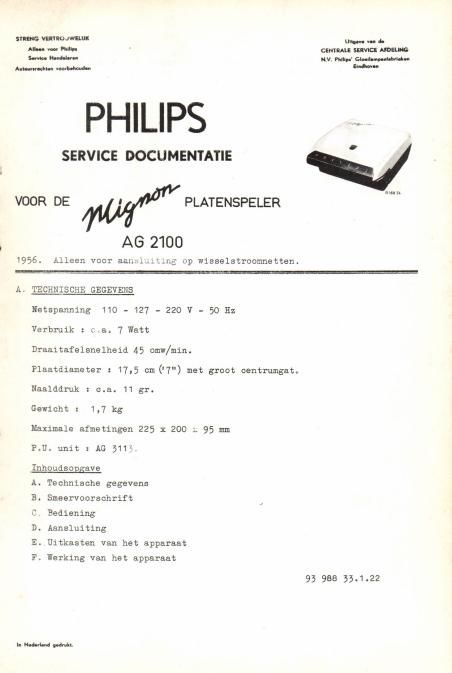 STRENG VERTROUWELIJK
Alleen voor Philips
Service Handelaren
Auteursrechten voorbehouden
Uitgave van de
CENTRALE SERVICE AFDELING
N.V. Philips' Gloeilampenfabrieken
Eindhoven
PHILIPS
SERVICE DOCUMENTATIE
VOOR DE Mignon PLATENSPELER
AG 2100
1956. Alleen voor aansluiting op wisselstroomnetten.
A. TECHNISCHE GEGEVENS
Netspanning 110 - 127 - 220 V - 50 Hz
Verbruik : c.a. 7 Watt
Draaitafelsnelheid 45 omw/min.
Plaatdiameter : 17,5 cm ("7") met groot centrumgat.
Naalddruk : c.a. 11 gr.
Gewicht : 1,7 kg
Maximale afmetingen 225 x 200 x 95 mm
P.U. unit : AG 3113.
Inhoudsopgave
A. Technische gegevens
B. Smeervoorschrift
C. Bediening
D. Aansluiting
E. Uitkasten van het apparaat
F. Werking van het apparaat
93 988 33.1.22
In Nederland gedrukt.